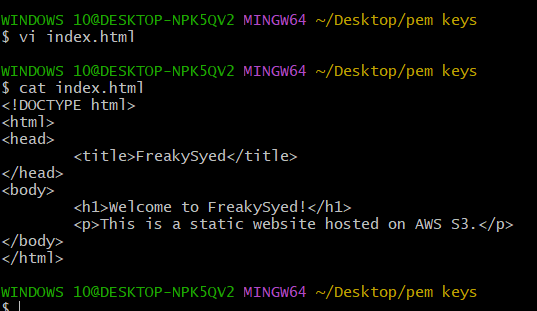 WINDOWS 10@DESKTOP-NPK5QV2 MINGW64 ~/Desktop/pem keys
$ vi index.html
WINDOWS 10@DESKTOP-NPK5QV2 MINGW64 ~/Desktop/pem keys
$ cat index.html
<!DOCTYPE html>
<html>
<head>
        <title>FreakySyed</title>
</head>
<body>
        <h1>Welcome to FreakySyed!</h1>
        <p>This is a static website hosted on AWS S3.</p>
</body>
</html>
WINDOWS 10@DESKTOP-NPK5QV2 MINGW64 ~/Desktop/pem keys
$